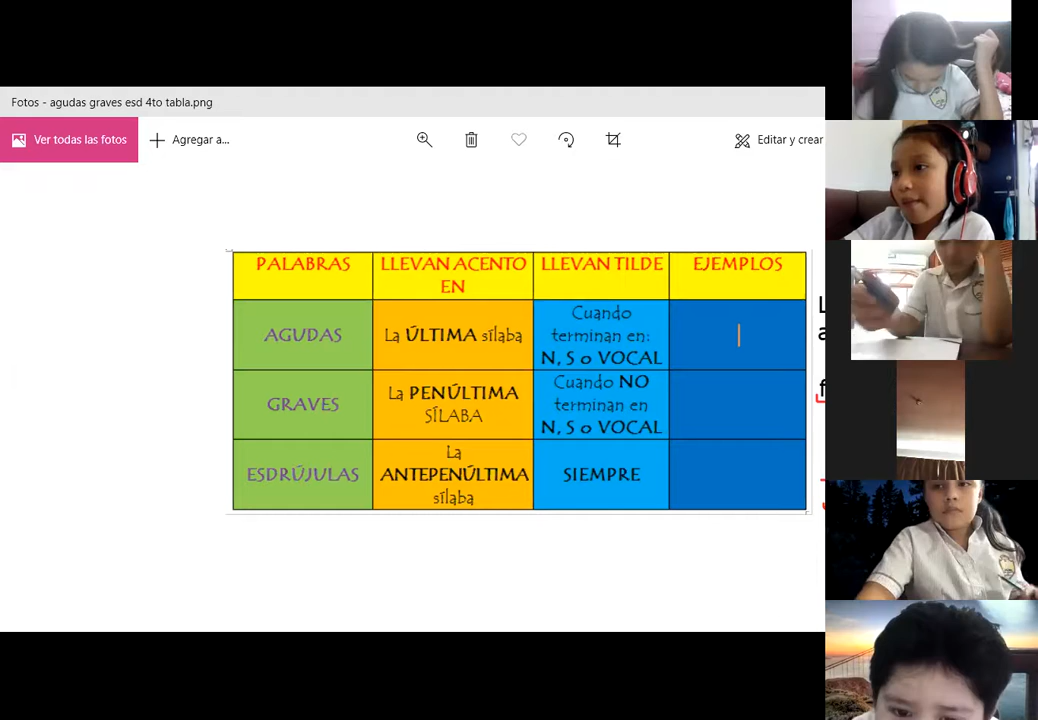 Fotos - agudas graves esd 4to tabla.png
Ver todas las fotos
Agregar a...
Editar y crear
PALABRAS
LLEVAN ACENTO
EN
LLEVAN TILDE
EJEMPLOS
AGUDAS
La ÚLTIMA sílaba
Cuando
terminan en:
N, S o VOCAL
GRAVES
La PENÚLTIMA
SÍLABA
Cuando NO
terminan en
N, S o VOCAL
ESDRÚJULAS
La
ANTEPENÚLTIMA
sílaba
SIEMPRE